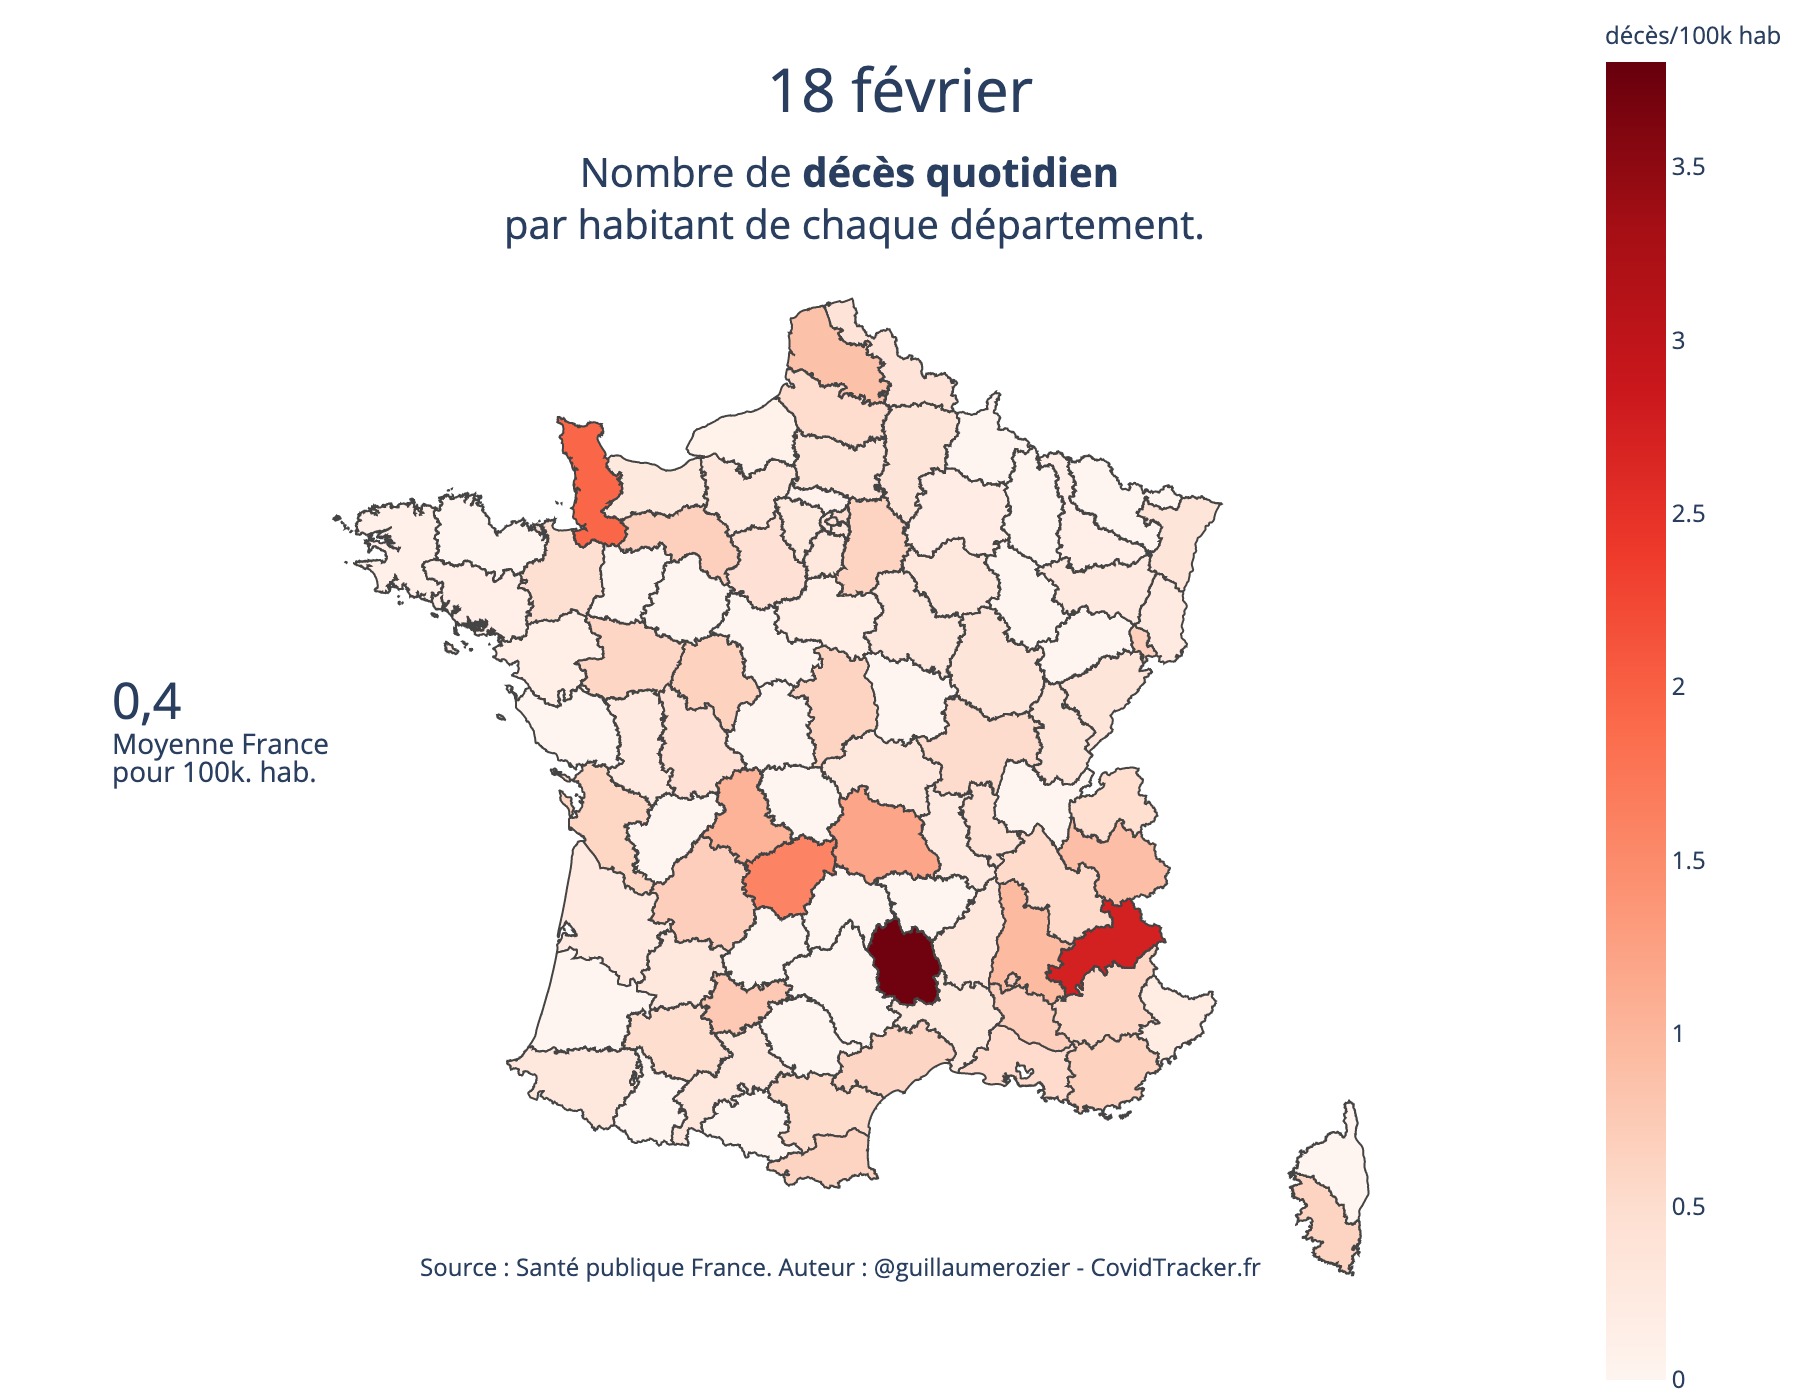 décès/100k hab
18 février
Nombre de décès quotidien
par habitant de chaque département.
3.5
3
2.5
2
1.5
1
0.5
0
0,4
Moyenne France
pour 100k. hab.
Source : Santé publique France. Auteur : @guillaumerozier - CovidTracker.fr